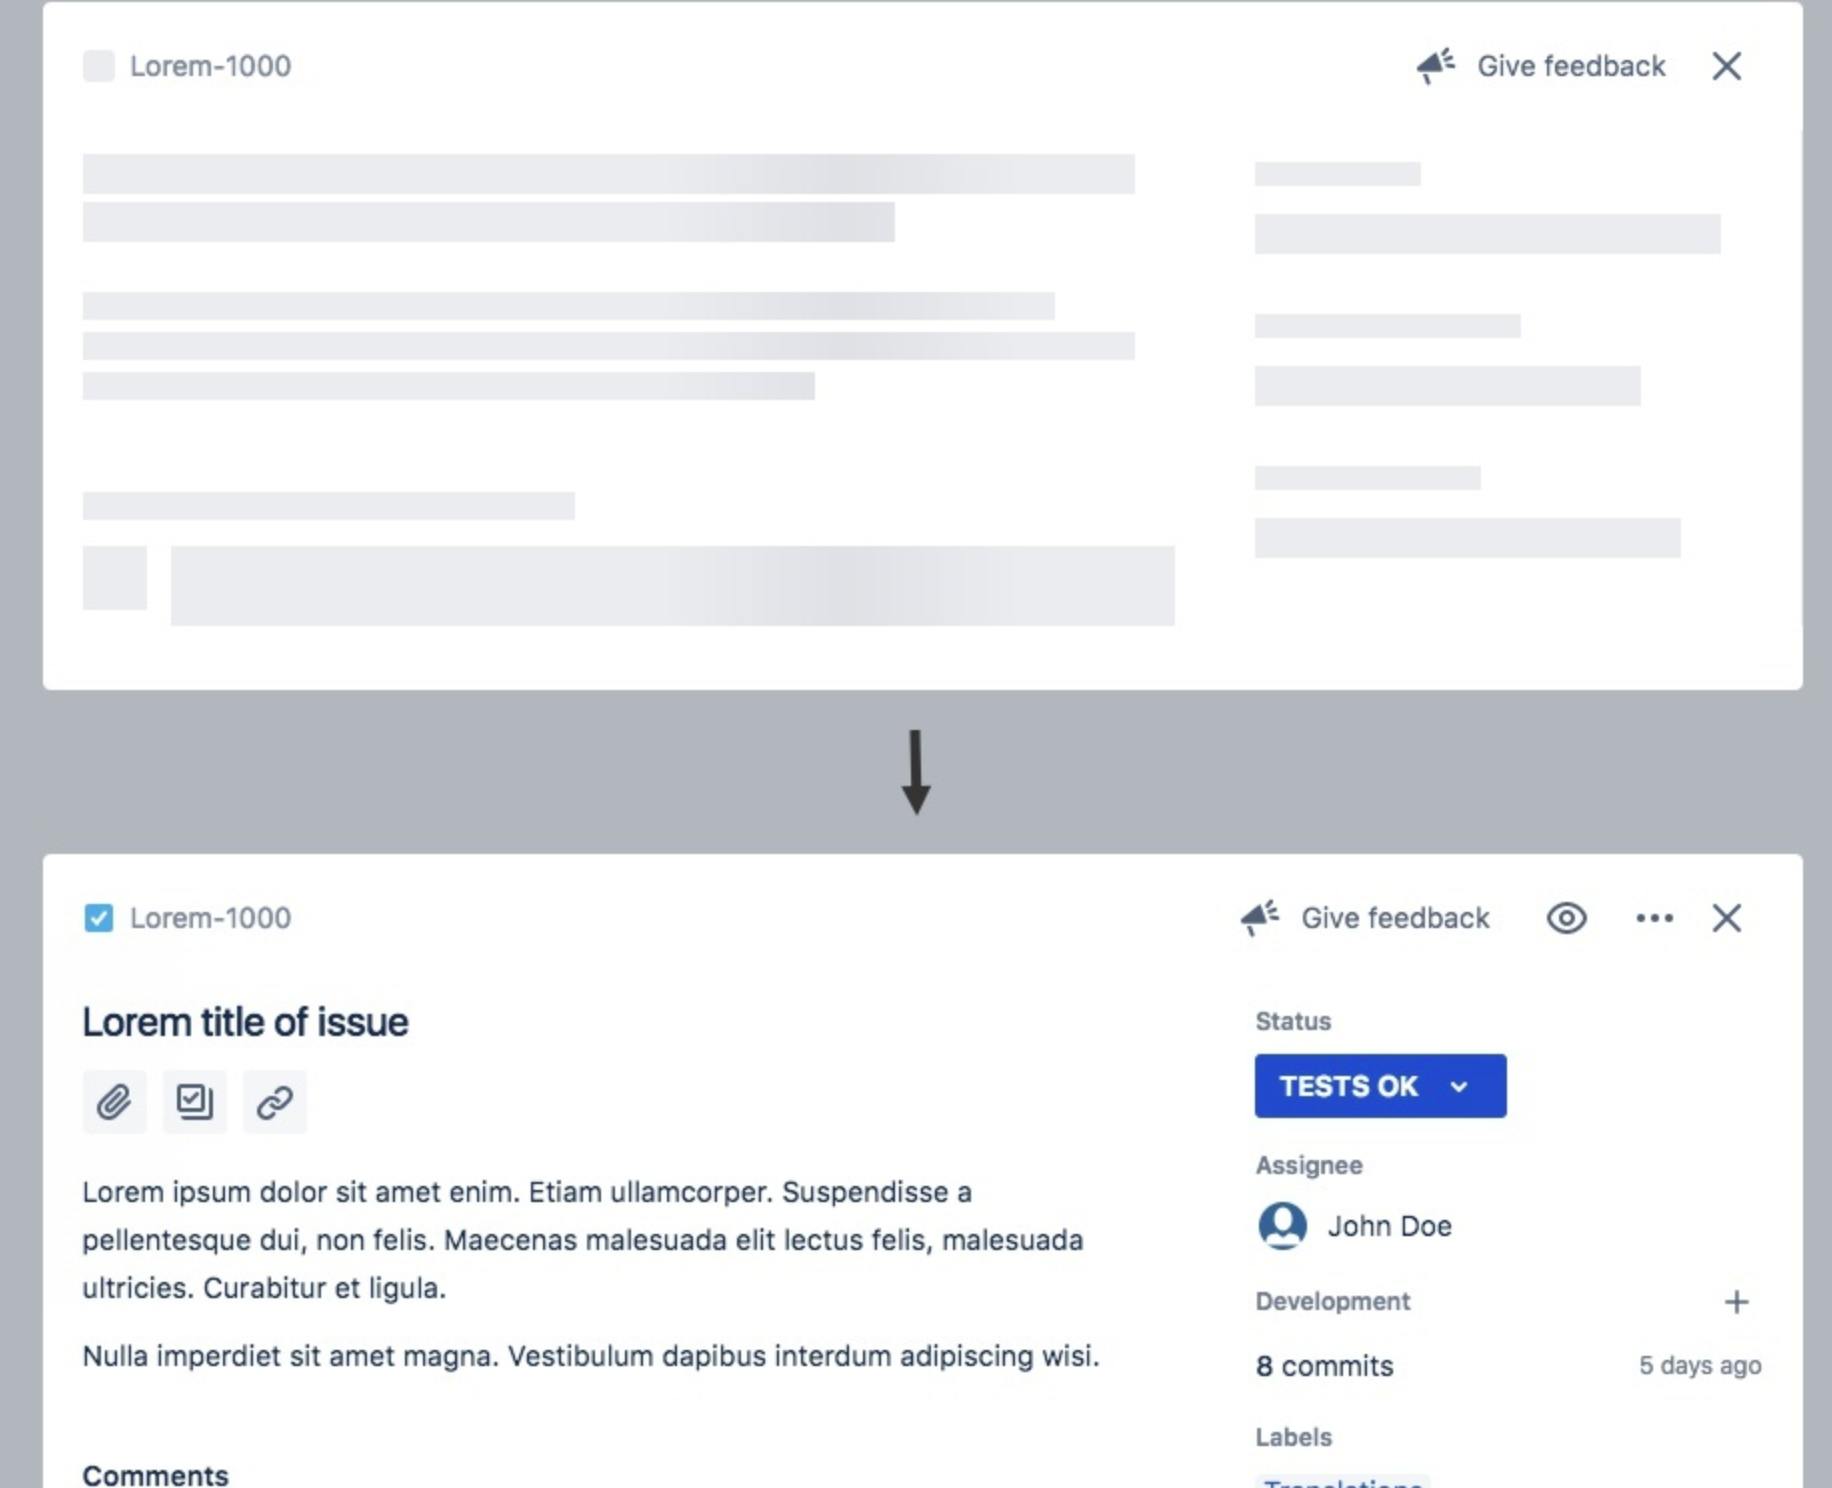 Lorem-1000
Give feedback
Lorem-1000
Give feedback
Lorem title of issue
Lorem ipsum dolor sit amet enim. Etiam ullamcorper. Suspendisse a
pellentesque dui, non felis. Maecenas malesuada elit lectus felis, malesuada
ultricies. Curabitur et ligula.
Nulla imperdiet sit amet magna. Vestibulum dapibus interdum adipiscing wisi.
Comments
Status
TESTS OK
Assignee
John Doe
Development
8 commits
5 days ago
Labels
Translations